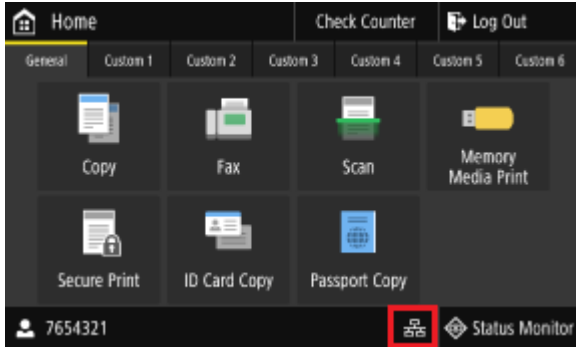 Home Check Counter Log Out
General Custom 1 Custom 2 Custom 3 Custom 4 Custom 5 Custom 6
Copy Fax Scan Memory
Media Print
Secure Print ID Card Copy Passport Copy
7654321 Status Monitor